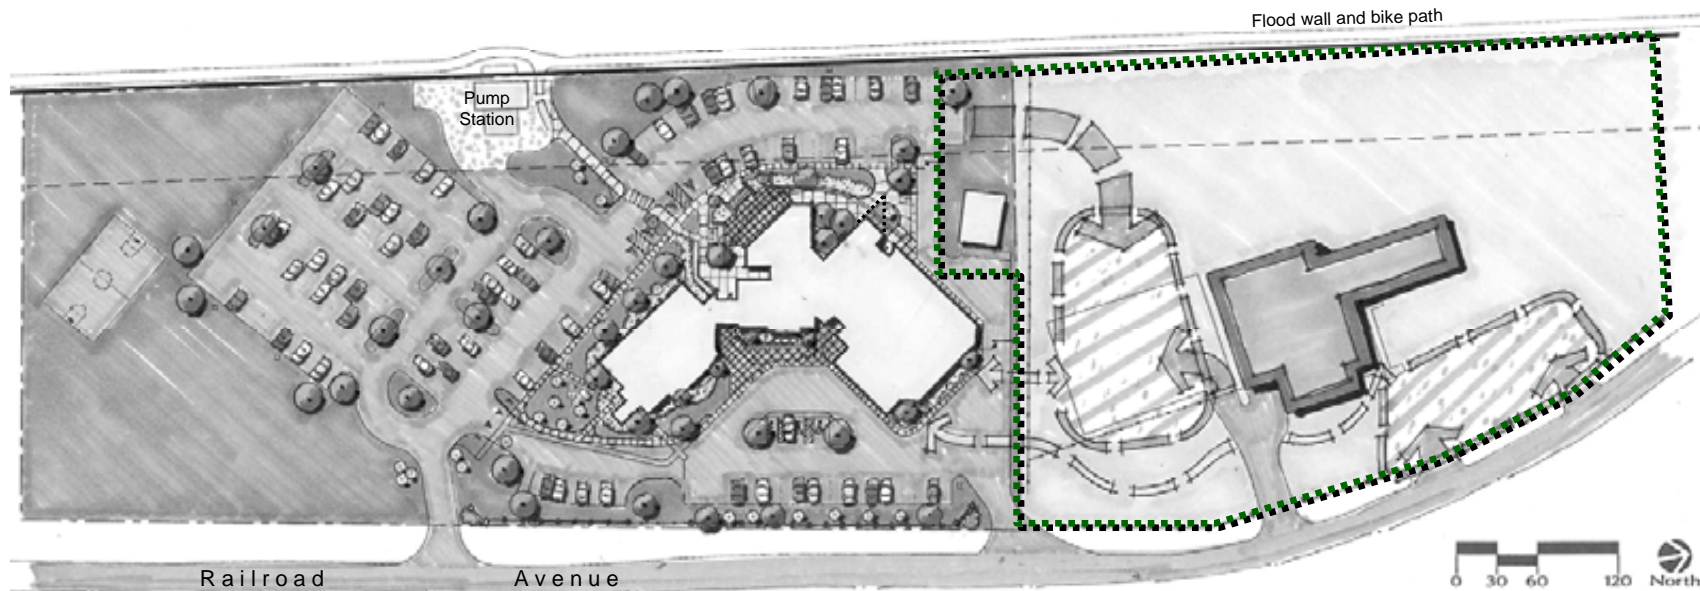 Flood wall and bike path
Pump
Station
Railroad Avenue
0 30 60 120 North